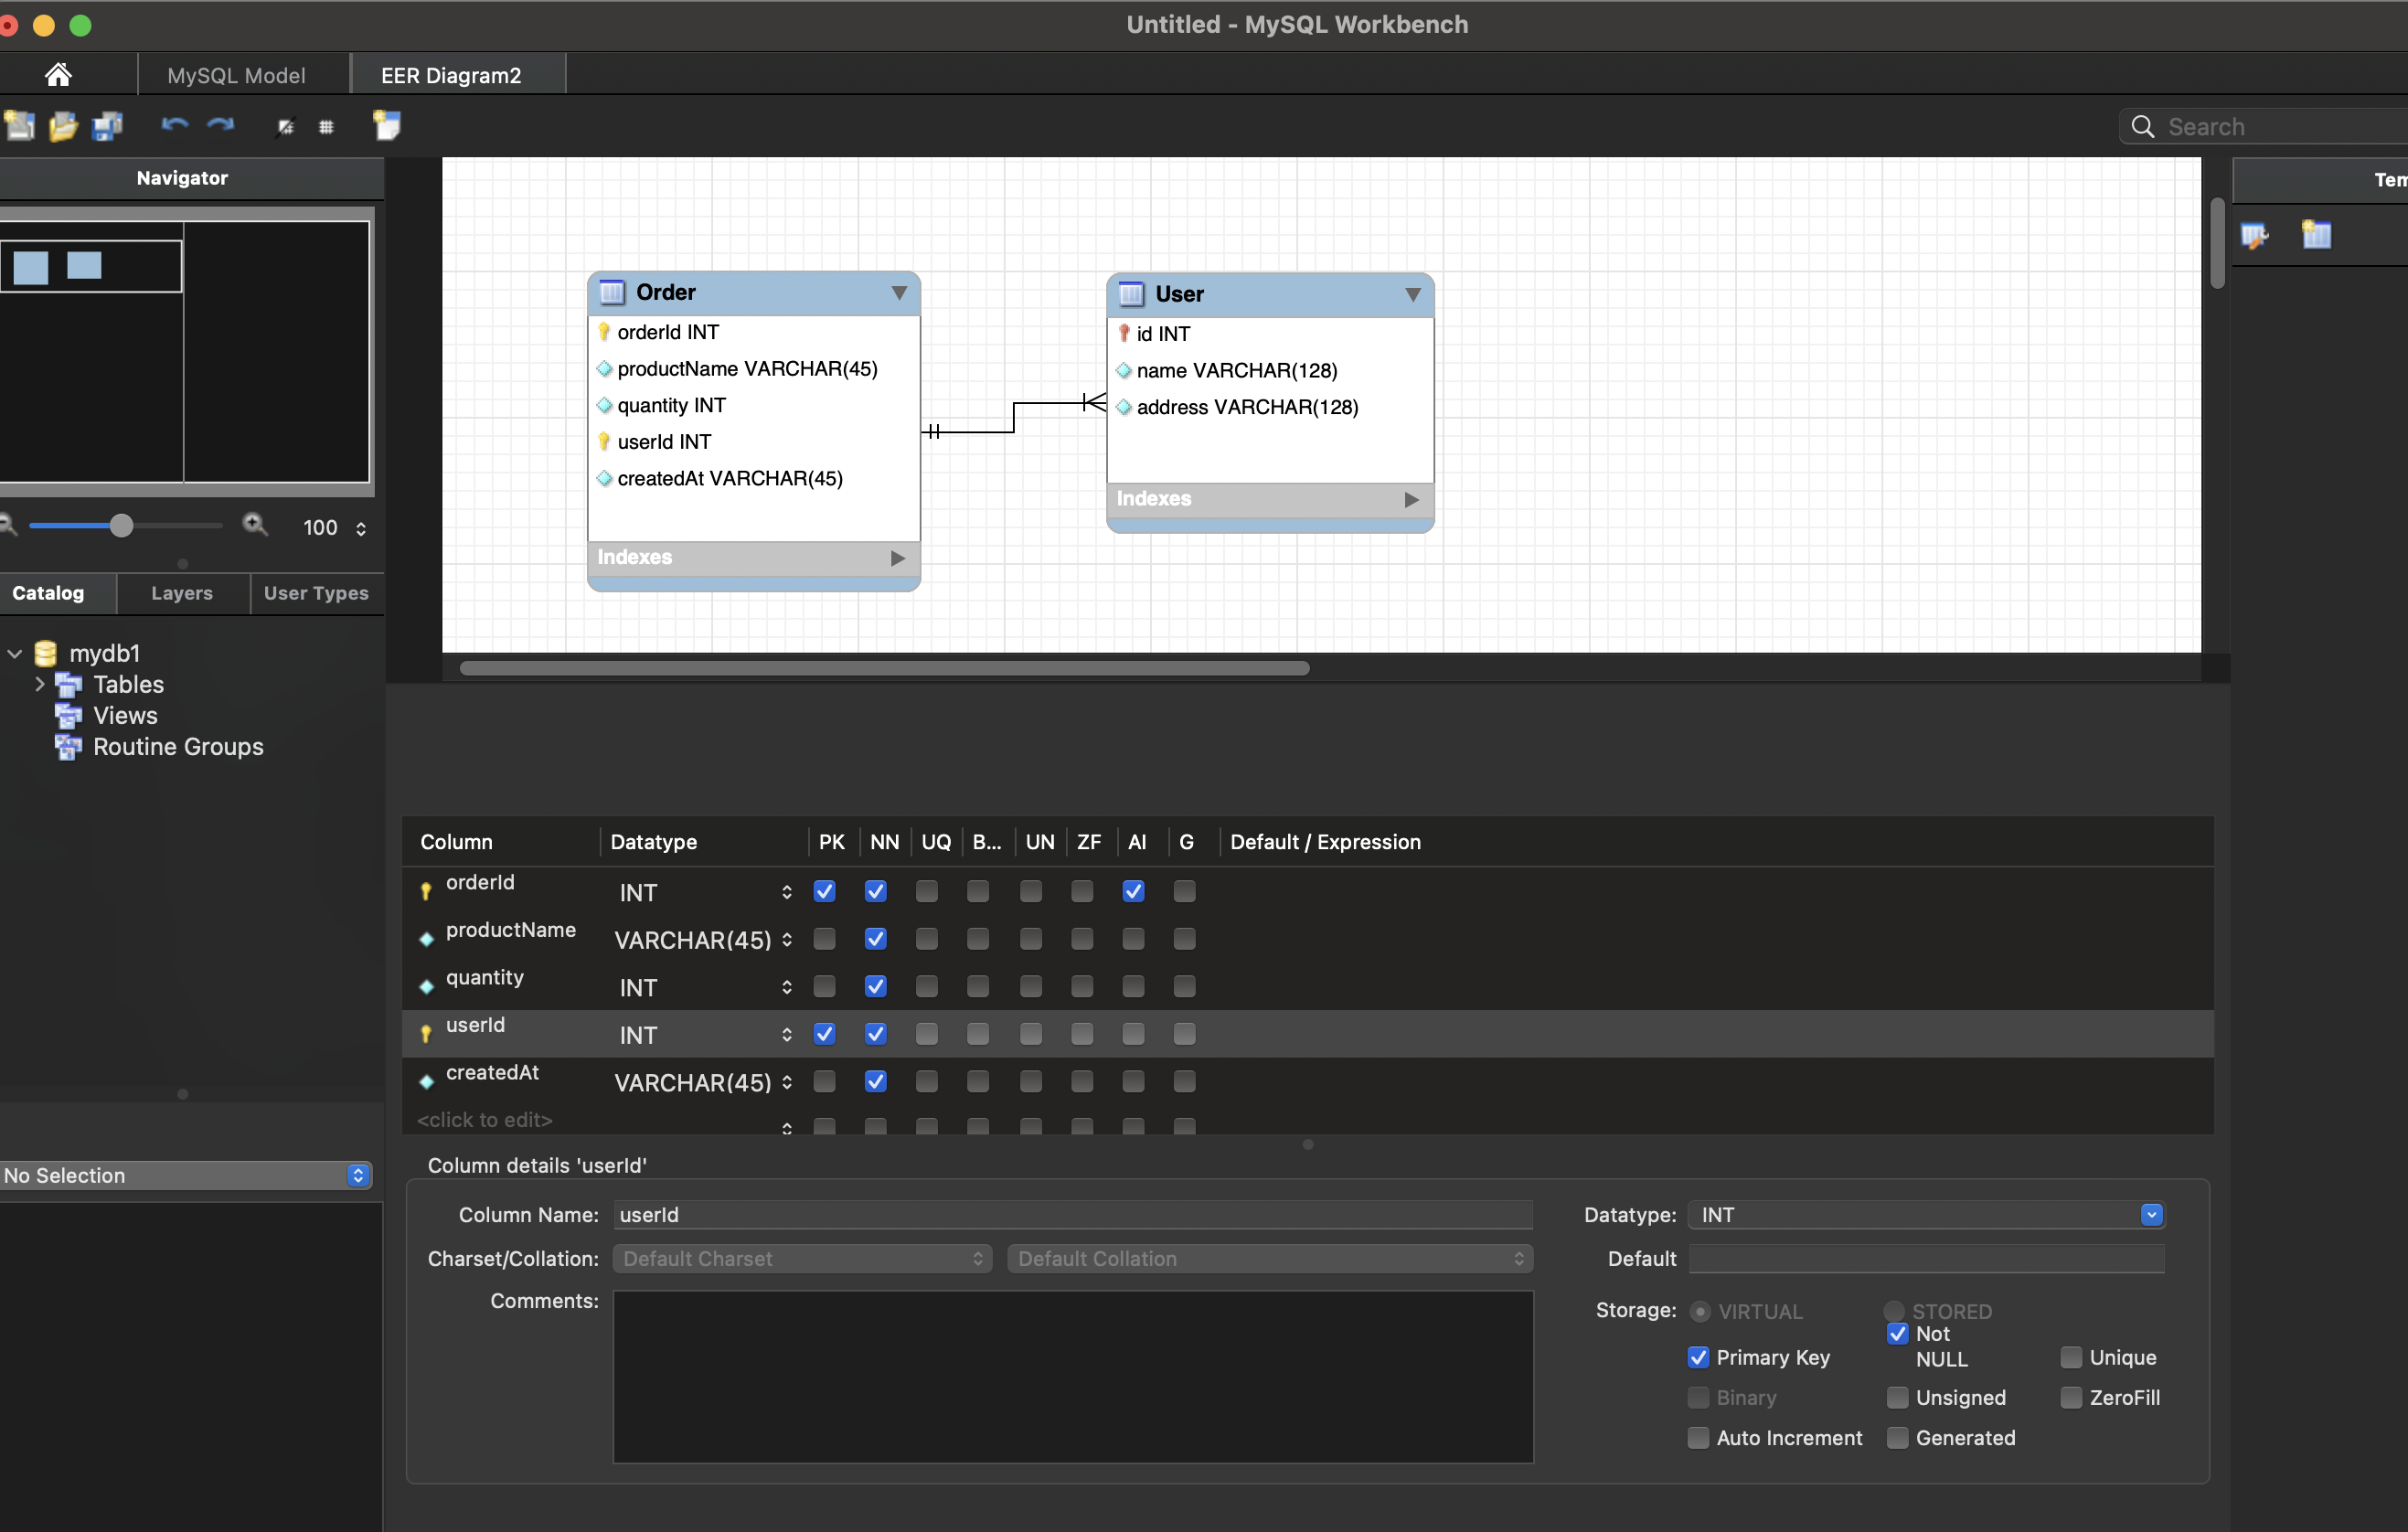 Untitled - MySQL Workbench
MySQL Model
EER Diagram2
Search
Navigator
Tem
Order
orderId INT
productName VARCHAR(45)
quantity INT
userId INT
createdAt VARCHAR(45)
Indexes
User
id INT
name VARCHAR(128)
address VARCHAR(128)
Indexes
100
Catalog
Layers
User Types
mydb1
Tables
Views
Routine Groups
Column Datatype PK NN UQ B... UN ZF AI G Default / Expression
orderId INT
productName VARCHAR(45)
quantity INT
userId INT
createdAt VARCHAR(45)
<click to edit>
No Selection
Column details 'userId'
Column Name: userId
Datatype: INT
Charset/Collation: Default Charset Default Collation
Default
Comments:
Storage: VIRTUAL STORED
Primary Key
Not
NULL
Unique
Binary Unsigned ZeroFill
Auto Increment Generated